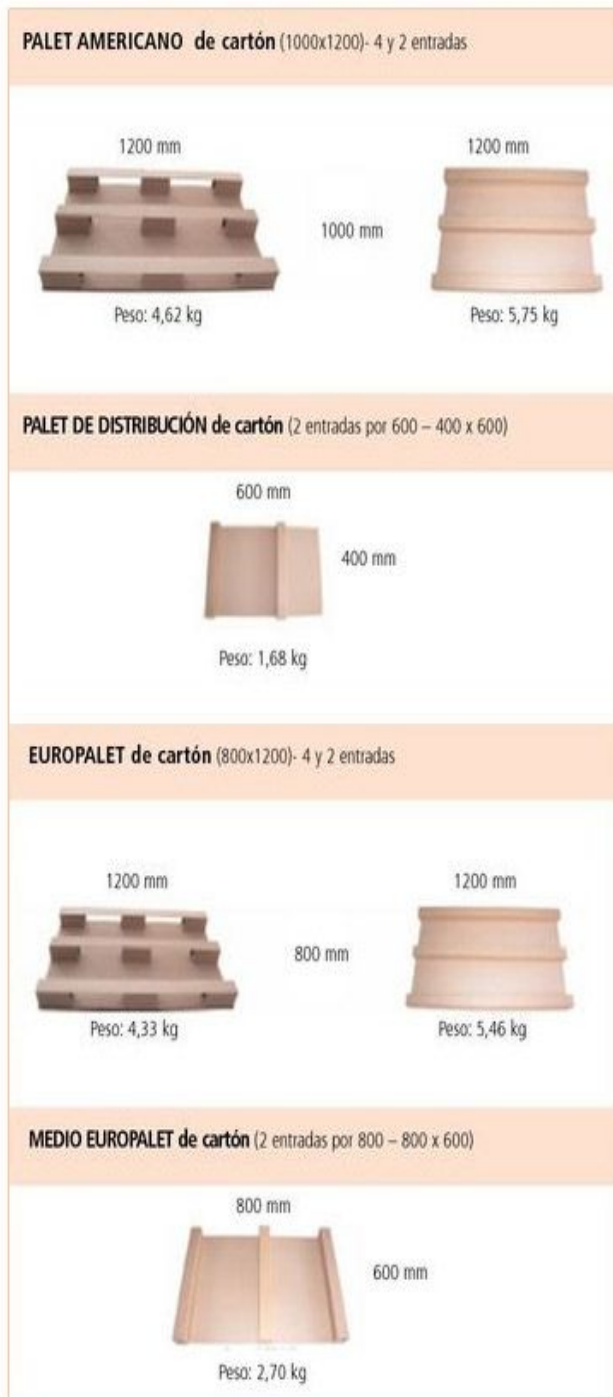 PALET AMERICANO de cartón (1000x1200)- 4 y 2 entradas
1200 mm
1200 mm
1000 mm
Peso: 4,62 kg
Peso: 5,75 kg
PALET DE DISTRIBUCIÓN de cartón (2 entradas por 600 – 400 x 600)
600 mm
400 mm
Peso: 1,68 kg
EUROPALET de cartón (800x1200)- 4 y 2 entradas
1200 mm
1200 mm
800 mm
Peso: 4,33 kg
Peso: 5,46 kg
MEDIO EUROPALET de cartón (2 entradas por 800 – 800 x 600)
800 mm
600 mm
Peso: 2,70 kg